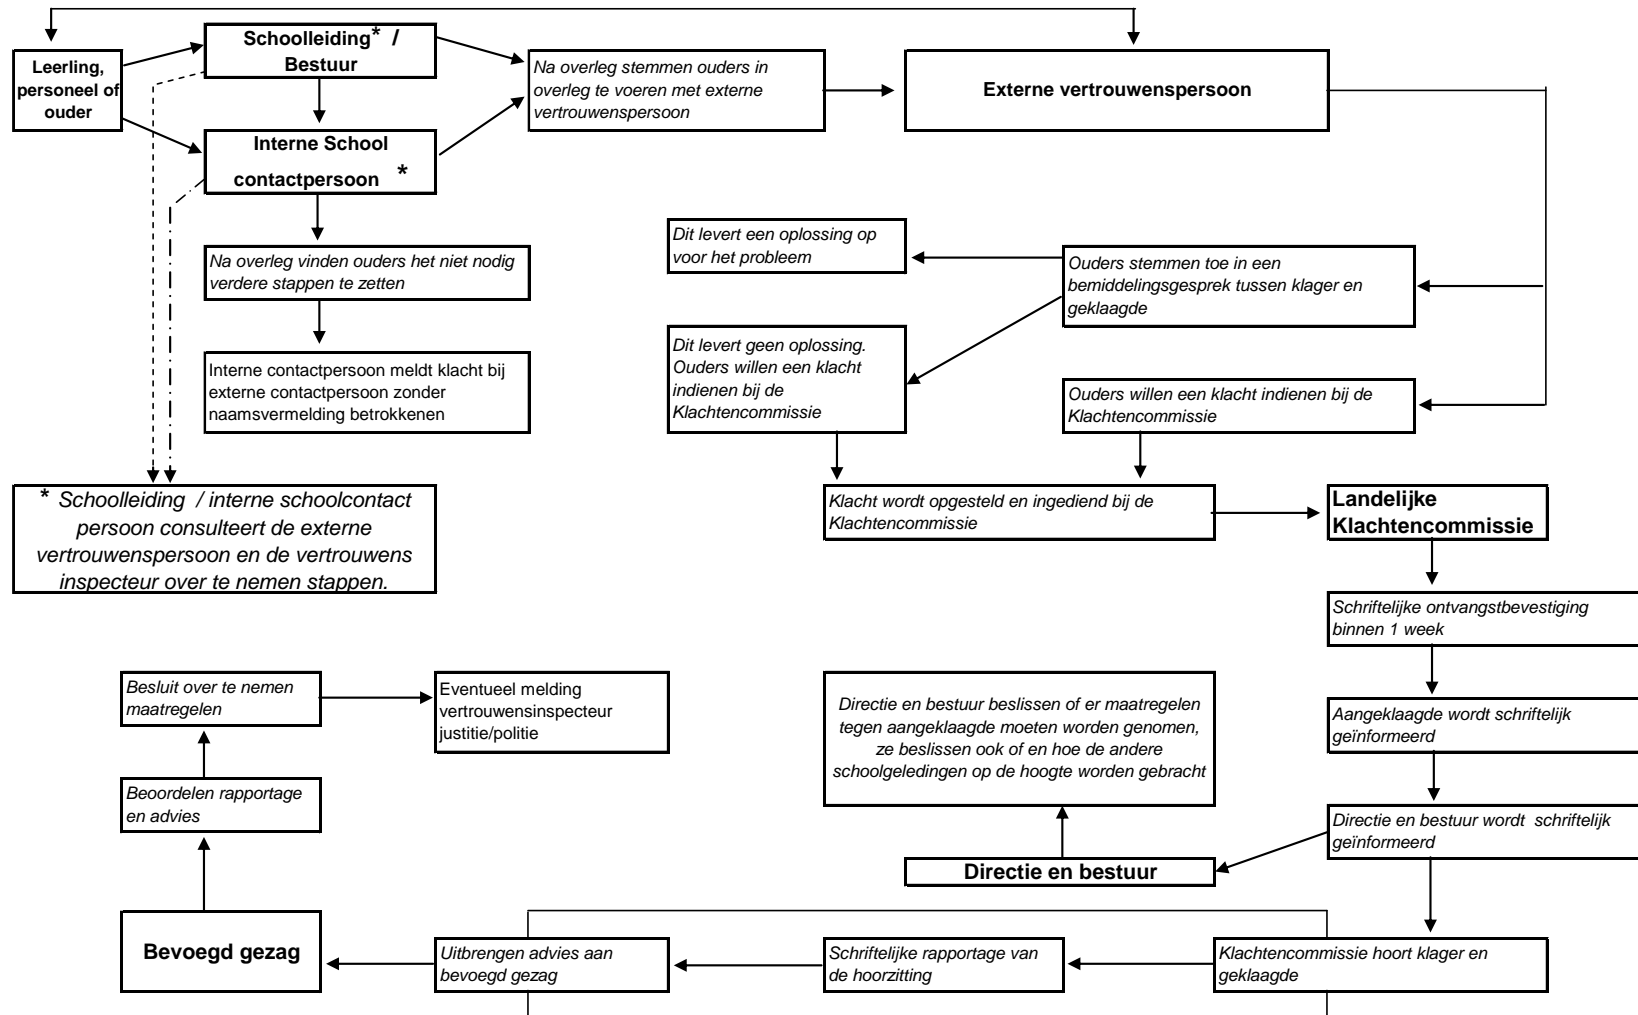 Leerling,
personeel of
ouder
Schoolleiding* /
Bestuur
Interne School
contactpersoon *
Na overleg stemmen ouders in
overleg te voeren met externe
vertrouwenspersoon
Externe vertrouwenspersoon
Na overleg vinden ouders het niet nodig
verdere stappen te zetten
Interne contactpersoon meldt klacht bij
externe contactpersoon zonder
naamsvermelding betrokkenen
Dit levert een oplossing op
voor het probleem
Ouders stemmen toe in een
bemiddelingsgesprek tussen klager en
geklaagde
Dit levert geen oplossing.
Ouders willen een klacht
indienen bij de
Klachtencommissie
Ouders willen een klacht indienen bij de
Klachtencommissie
* Schoolleiding / interne schoolcontact
persoon consulteert de externe
vertrouwenspersoon en de vertrouwens
inspecteur over te nemen stappen.
Klacht wordt opgesteld en ingediend bij de
Klachtencommissie
Landelijke
Klachtencommissie
Schriftelijke ontvangstbevestiging
binnen 1 week
Aangeklaagde wordt schriftelijk
geïnformeerd
Directie en bestuur wordt schriftelijk
geïnformeerd
Directie en bestuur beslissen of er maatregelen
tegen aangeklaagde moeten worden genomen,
ze beslissen ook of en hoe de andere
schoolgeledingen op de hoogte worden gebracht
Directie en bestuur
Besluit over te nemen
maatregelen
Eventueel melding
vertrouwensinspecteur
justitie/politie
Beoordelen rapportage
en advies
Bevoegd gezag
Uitbrengen advies aan
bevoegd gezag
Schriftelijke rapportage van
de hoorzitting
Klachtencommissie hoort klager en
geklaagde